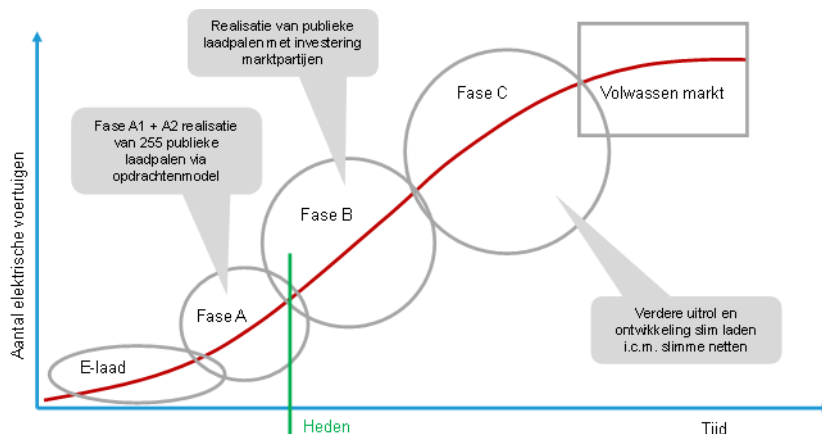 Realisatie van publieke
laadpalen met investering
marktpartijen
Fase C
Volwassen markt
Fase A1 + A2 realisatie
van 255 publieke
laadpalen via
opdrachtenmodel
Fase B
Aantal elektrische voertuigen
Fase A
Verdere uitrol en
ontwikkeling slim laden
i.c.m. slimme netten
E-laad
Heden
Tijd